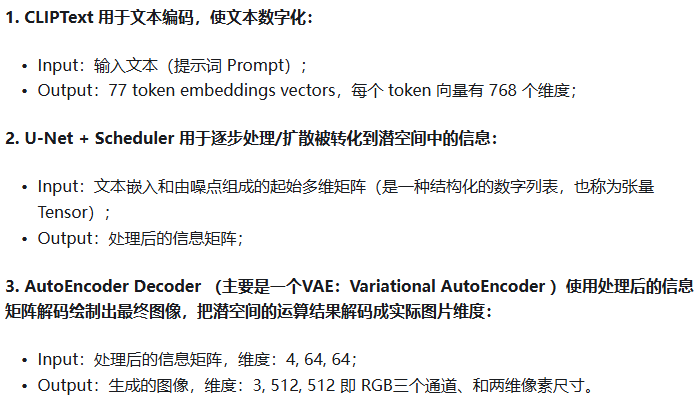 1. CLIPText 用于文本编码，使文本数字化：
• Input：输入文本（提示词 Prompt）；
• Output：77 token embeddings vectors，每个 token 向量有 768 个维度；
2. U-Net + Scheduler 用于逐步处理/扩散被转化到潜空间中的信息：
• Input：文本嵌入和由噪点组成的起始多维矩阵（是一种结构化的数字列表，也称为张量
Tensor）；
• Output：处理后的信息矩阵；
3. AutoEncoder Decoder （主要是一个VAE：Variational AutoEncoder ）使用处理后的信息
矩阵解码绘制出最终图像，把潜空间的运算结果解码成实际图片维度：
• Input：处理后的信息矩阵，维度：4, 64, 64；
• Output：生成的图像，维度：3, 512, 512 即 RGB三个通道、和两维像素尺寸。